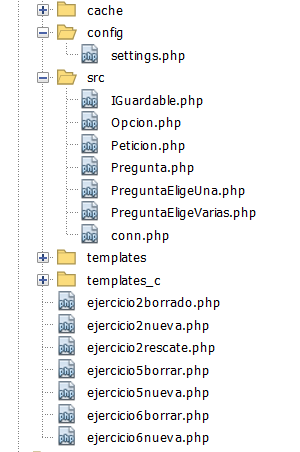 cache
config
settings.php
src
IGuardable.php
Opcion.php
Peticion.php
Pregunta.php
PreguntaEligeUna.php
PreguntaEligeVarias.php
conn.php
templates
templates_c
ejercicio2borrado.php
ejercicio2nueva.php
ejercicio2rescate.php
ejercicio5borrar.php
ejercicio5nueva.php
ejercicio6borrar.php
ejercicio6nueva.php